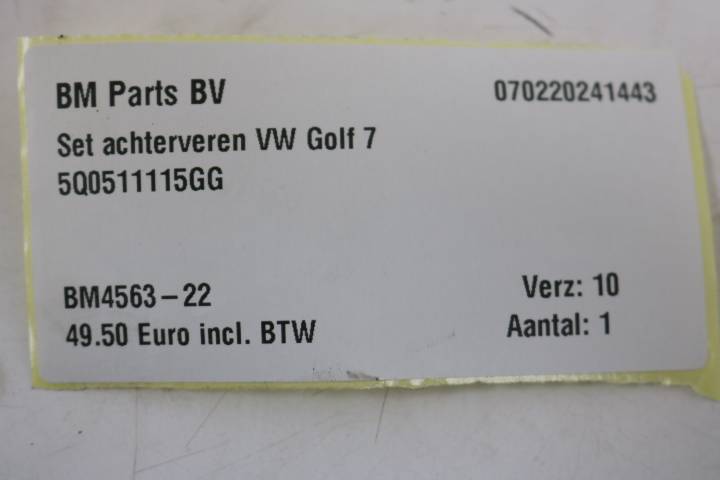 BM Parts BV 070220241443
Set achterveren VW Golf 7
5Q0511115GG
BM4563-22 Verz: 10
49.50 Euro incl. BTW Aantal: 1